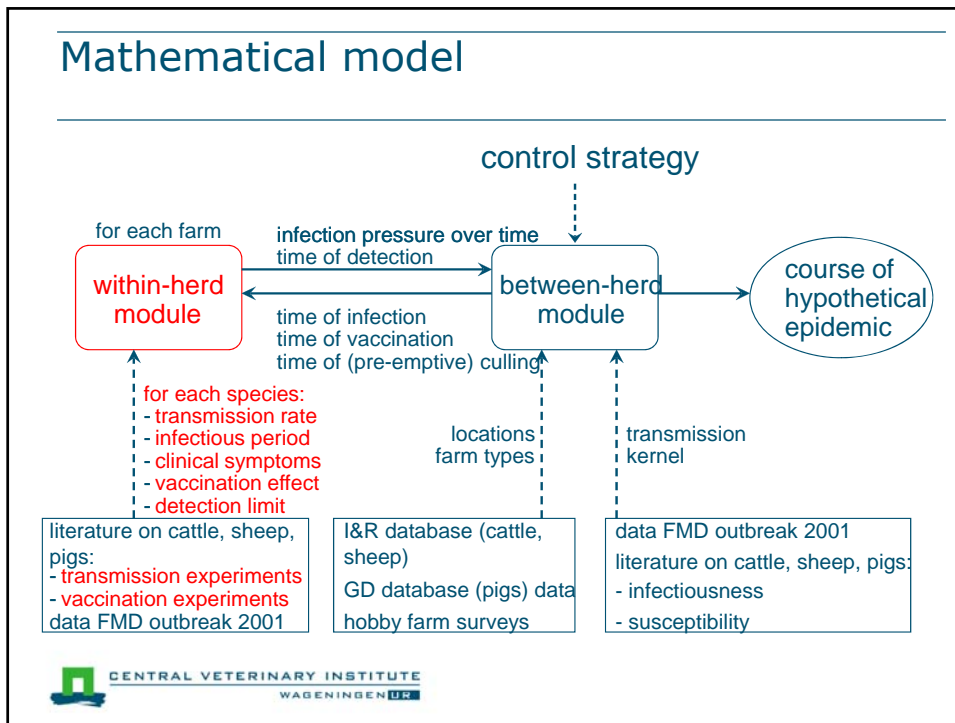 Mathematical model
control strategy
for each farm
infection pressure over time
time of detection
within-herd
module
between-herd
module
course of
hypothetical
epidemic
time of infection
time of vaccination
time of (pre-emptive) culling
for each species:
- transmission rate
- infectious period
- clinical symptoms
- vaccination effect
- detection limit
locations
farm types
transmission
kernel
literature on cattle, sheep,
pigs:
- transmission experiments
- vaccination experiments
data FMD outbreak 2001
I&R database (cattle,
sheep)
GD database (pigs) data
hobby farm surveys
data FMD outbreak 2001
literature on cattle, sheep, pigs:
- infectiousness
- susceptibility
CENTRAL VETERINARY INSTITUTE
WAGENINGEN UR